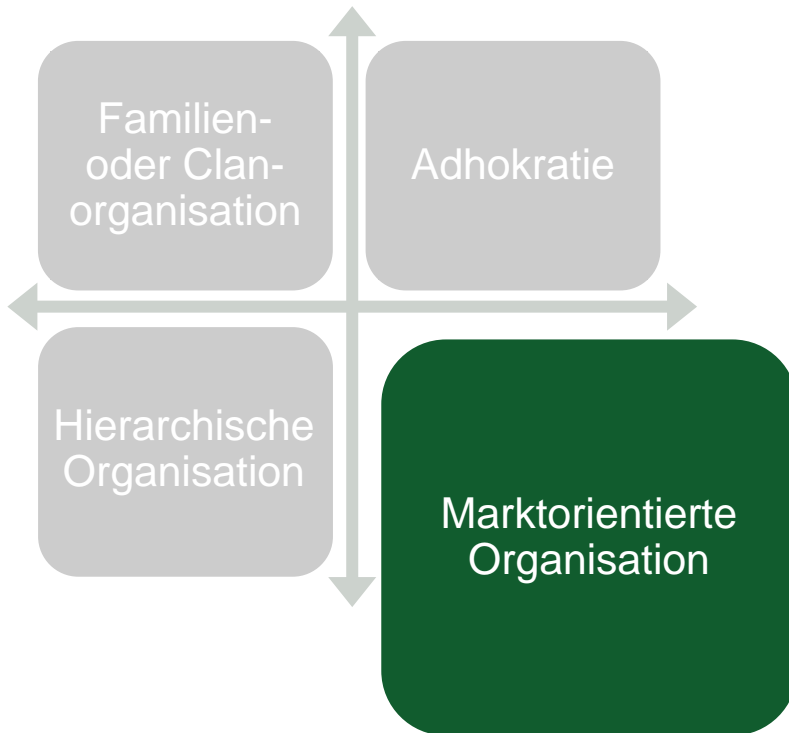 Familien-
oder Clan-
organisation
Adhokratie
Hierarchische
Organisation
Marktorientierte
Organisation